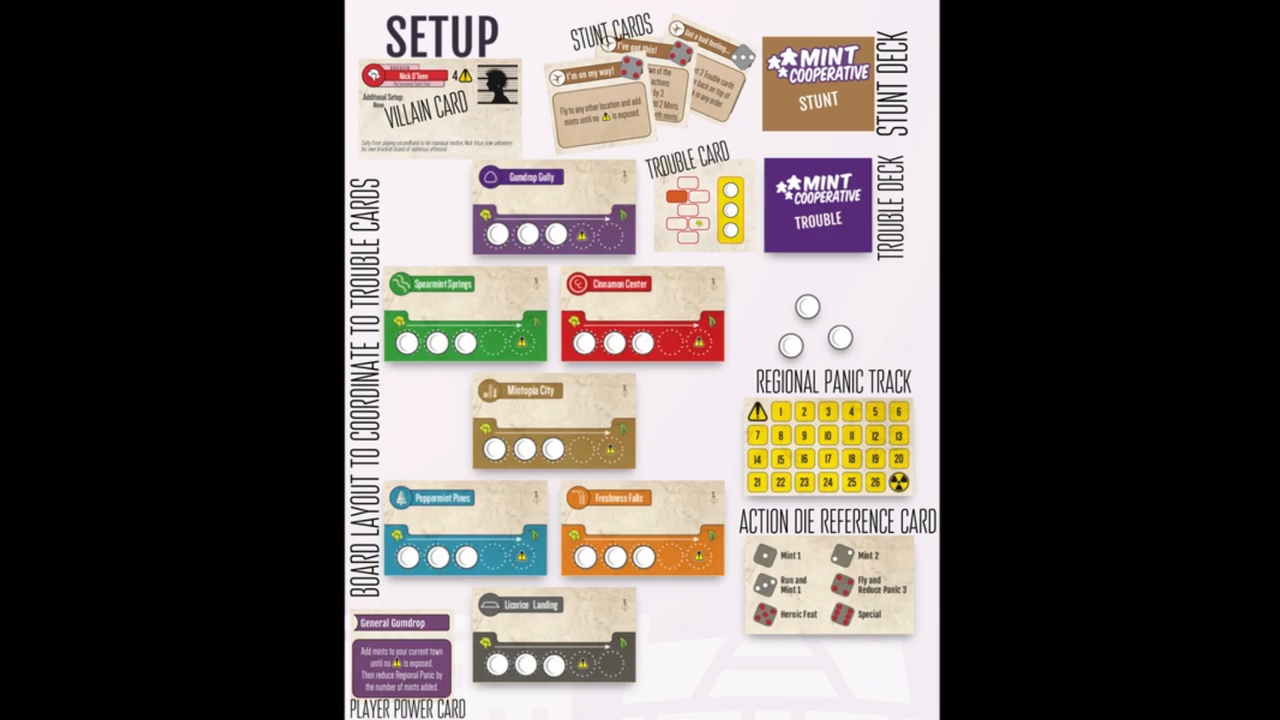 SETUP
STUNT CARDS
I'm on my way!
Fly to any other location and add
mints until no
is exposed.
I've got this!
Got a bad feeling...
MINT
COOPERATIVE
STUNT
STUNT DECK
DOSSIER
Nick O'Teen
4
Additional Setup:
None
VILLAIN CARD
TROUBLE CARD
MINT
COOPERATIVE
TROUBLE
TROUBLE DECK
BOARD LAYOUT TO COORDINATE TO TROUBLE CARDS
Gumdrop Gully
Spearmint Springs
Cinnamon Center
Mintopia City
Peppermint Pines
Freshness Falls
Licorice Landing
REGIONAL PANIC TRACK
1 2 3 4 5 6
7 8 9 10 11 12 13
14 15 16 17 18 19 20
21 22 23 24 25 26
ACTION DIE REFERENCE CARD
Mint 1
Mint 2
Run and
Mint 1
Fly and
Reduce Panic 3
Heroic Feat
Special
General Gumdrop
Add mints to your current town
until no
is exposed.
Then reduce Regional Panic by
the number of mints added.
PLAYER POWER CARD